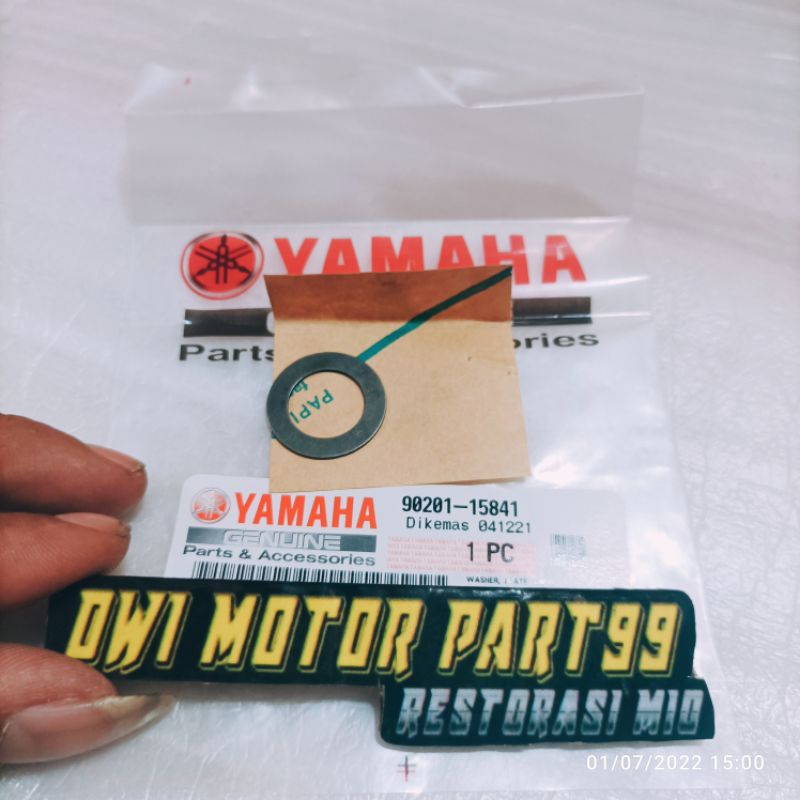 YAMAHA
Parts
ories
PAPI
YAMAHA
GENUINE
Parts & Accessories
90201-15841
Dikemas 041221
1 PC
WASHER,
DWI MOTOR PART99
RESTORASI MIO
01/07/2022 15:00